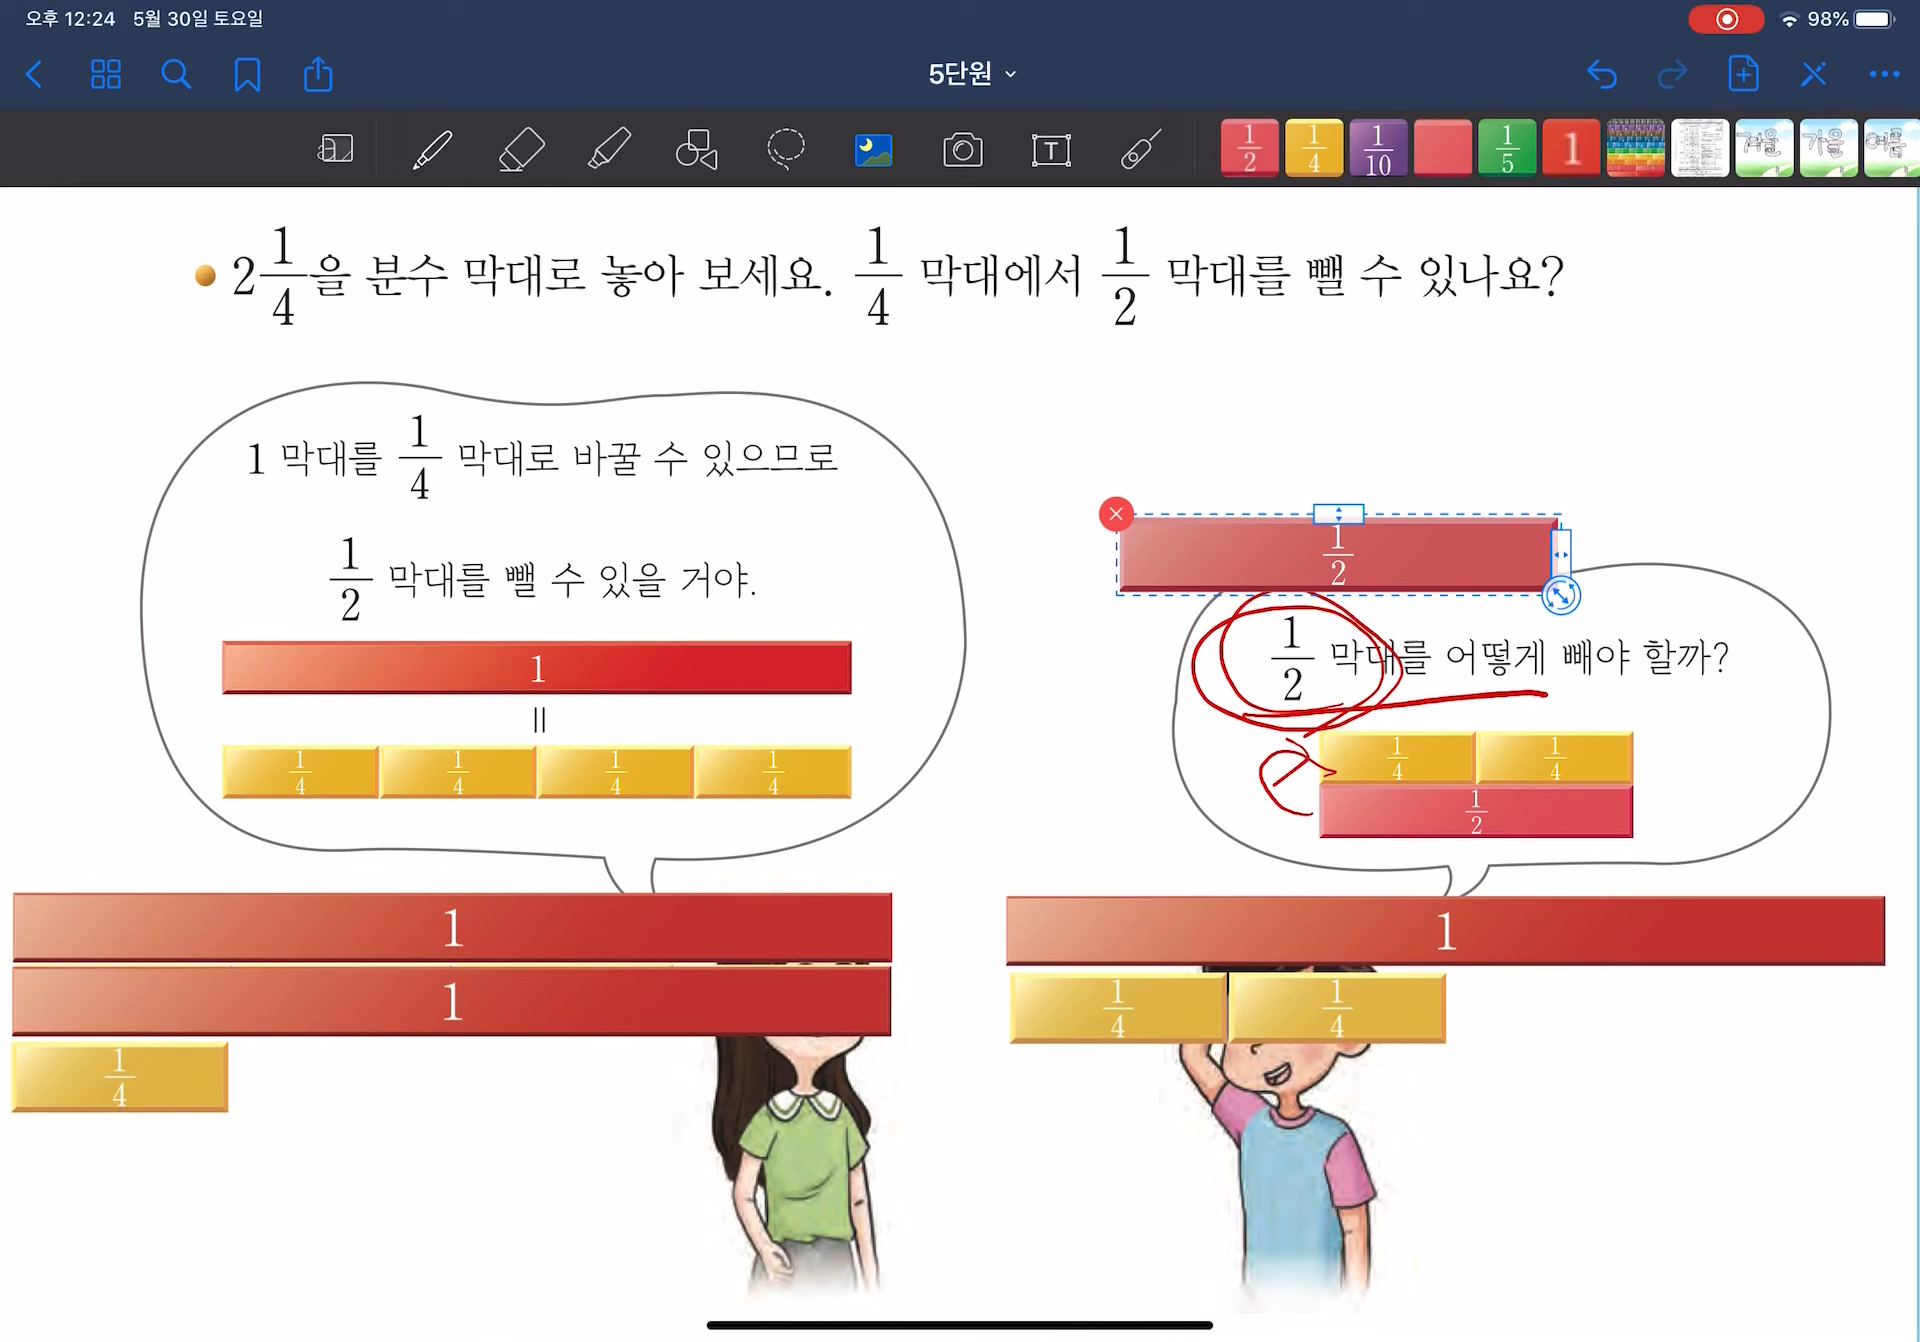 오후 12:24 5월 30일 토요일
98%
5단원
1/2 1/4 1/10 1/5 1 겨울 가을 여름
2 1/4을 분수 막대로 놓아 보세요. 1/4 막대에서 1/2 막대를 뺄 수 있나요?
1 막대를 1/4 막대로 바꿀 수 있으므로
1/2 막대를 뺄 수 있을 거야.
1
=
1/4 1/4 1/4 1/4
1/2
1/2 막대를 어떻게 빼야 할까?
1/4 1/4
1/2
1
1
1/4
1
1/4 1/4